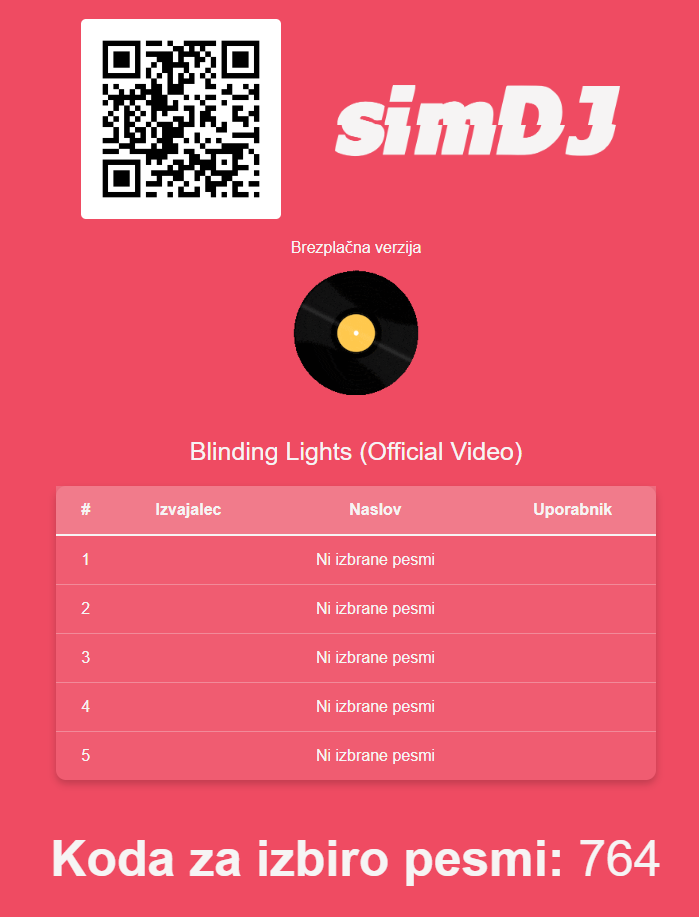 simDJ
Brezplačna verzija
Blinding Lights (Official Video)
# Izvajalec Naslov Uporabnik
1 Ni izbrane pesmi
2 Ni izbrane pesmi
3 Ni izbrane pesmi
4 Ni izbrane pesmi
5 Ni izbrane pesmi
Koda za izbiro pesmi: 764